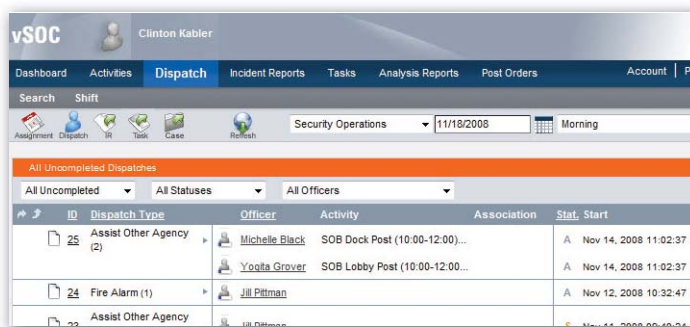 .vSOC
Clinton Kabler
Dashboard Activities Dispatch Incident Reports Tasks Analysis Reports Post Orders Account | P
Search Shift
Assignment Dispatch IR Task Case Refresh Security Operations 11/18/2008 Morning
All Uncompleted Dispatches
All Uncompleted All Statuses All Officers
ID Dispatch Type Officer Activity Association Stat. Start
25 Assist Other Agency (2) Michelle Black SOB Dock Post (10:00-12:00)... A Nov 14, 2008 11:02:37
Yogita Grover SOB Lobby Post (10:00-12:00... A Nov 14, 2008 11:02:37
24 Fire Alarm (1) Jill Pittman A Nov 12, 2008 10:32:47
23 Assist Other Agency Jill Pittman